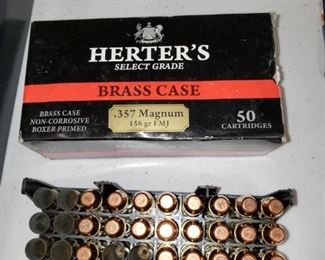 HERTER'S
SELECT GRADE
BRASS CASE
BRASS CASE
NON-CORROSIVE
BOXER PRIMED
.357 Magnum
158 gr FMJ
50
CARTRIDGES